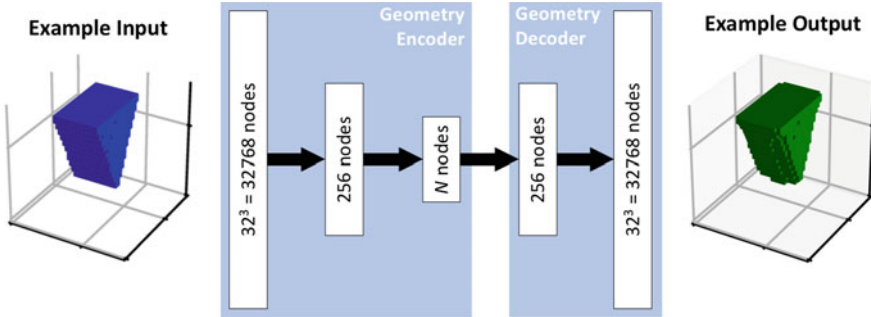 Example Input
Geometry
Encoder
Geometry
Decoder
Example Output
32³ = 32768 nodes
256 nodes
N nodes
256 nodes
32³ = 32768 nodes